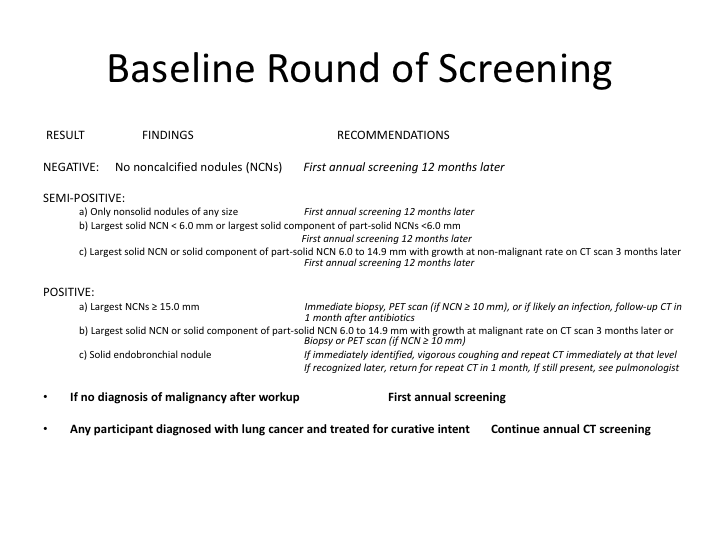 Baseline Round of Screening
RESULT FINDINGS RECOMMENDATIONS
NEGATIVE: No noncalcified nodules (NCNs) First annual screening 12 months later
SEMI-POSITIVE:
a) Only nonsolid nodules of any size First annual screening 12 months later
b) Largest solid NCN < 6.0 mm or largest solid component of part-solid NCNs <6.0 mm
First annual screening 12 months later
c) Largest solid NCN or solid component of part-solid NCN 6.0 to 14.9 mm with growth at non-malignant rate on CT scan 3 months later
First annual screening 12 months later
POSITIVE:
a) Largest NCNs ≥ 15.0 mm Immediate biopsy, PET scan (if NCN ≥ 10 mm), or if likely an infection, follow-up CT in
1 month after antibiotics
b) Largest solid NCN or solid component of part-solid NCN 6.0 to 14.9 mm with growth at malignant rate on CT scan 3 months later or
Biopsy or PET scan (if NCN ≥ 10 mm)
c) Solid endobronchial nodule If immediately identified, vigorous coughing and repeat CT immediately at that level
If recognized later, return for repeat CT in 1 month, If still present, see pulmonologist
• If no diagnosis of malignancy after workup First annual screening
• Any participant diagnosed with lung cancer and treated for curative intent Continue annual CT screening